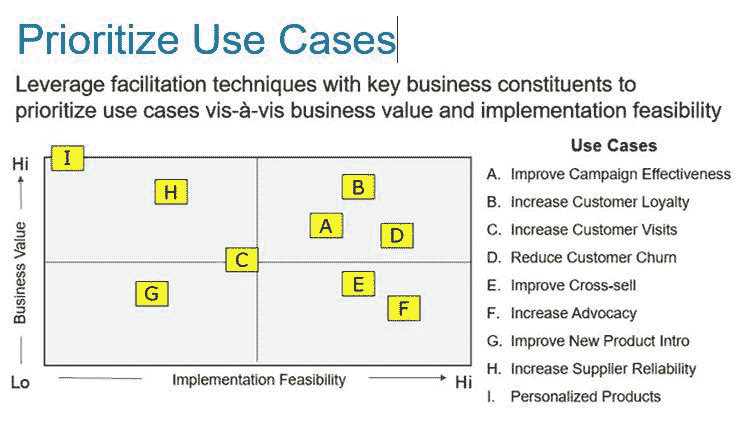 Prioritize Use Cases
Leverage facilitation techniques with key business constituents to
prioritize use cases vis-à-vis business value and implementation feasibility
Hi
Business Value
Lo
Implementation Feasibility
Hi
I
H
B
A
D
C
G
E
F
Use Cases
A. Improve Campaign Effectiveness
B. Increase Customer Loyalty
C. Increase Customer Visits
D. Reduce Customer Churn
E. Improve Cross-sell
F. Increase Advocacy
G. Improve New Product Intro
H. Increase Supplier Reliability
I. Personalized Products